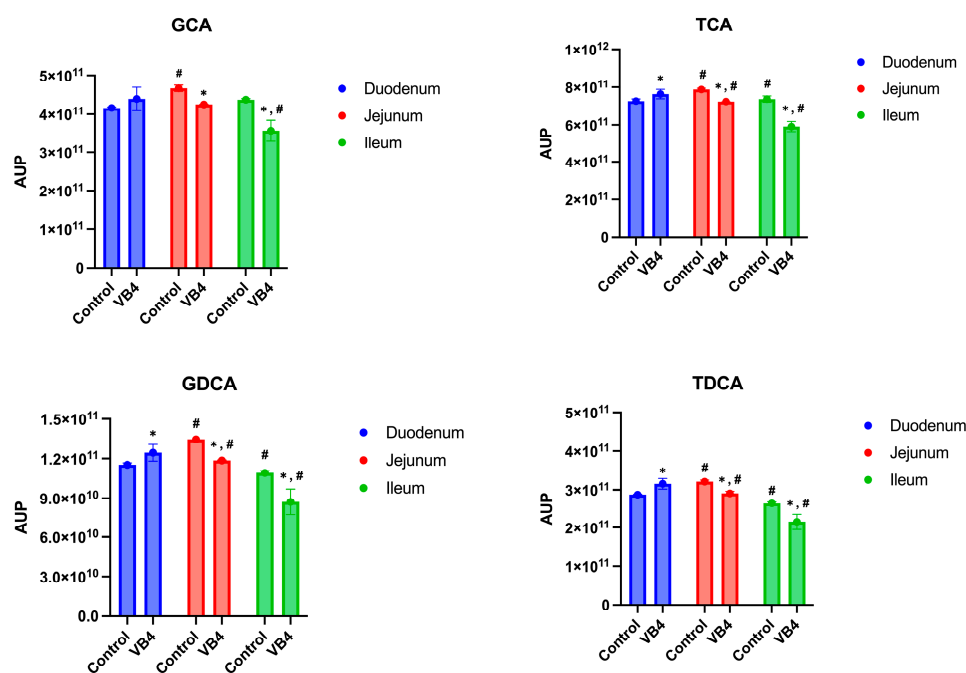 GCA
AUP
5×10¹¹
4×10¹¹
3×10¹¹
2×10¹¹
1×10¹¹
0
#
*
*, #
Control
VB4
Control
VB4
Control
VB4
Duodenum
Jejunum
Ileum
TCA
AUP
1×10¹²
8×10¹¹
6×10¹¹
4×10¹¹
2×10¹¹
0
*
#
*, #
#
*, #
Control
VB4
Control
VB4
Control
VB4
Duodenum
Jejunum
Ileum
GDCA
AUP
1.5×10¹¹
1.2×10¹¹
9.0×10¹⁰
6.0×10¹⁰
3.0×10¹⁰
0.0
*
#
*, #
#
*, #
Control
VB4
Control
VB4
Control
VB4
Duodenum
Jejunum
Ileum
TDCA
AUP
5×10¹¹
4×10¹¹
3×10¹¹
2×10¹¹
1×10¹¹
0
*
#
*, #
#
*, #
Control
VB4
Control
VB4
Control
VB4
Duodenum
Jejunum
Ileum